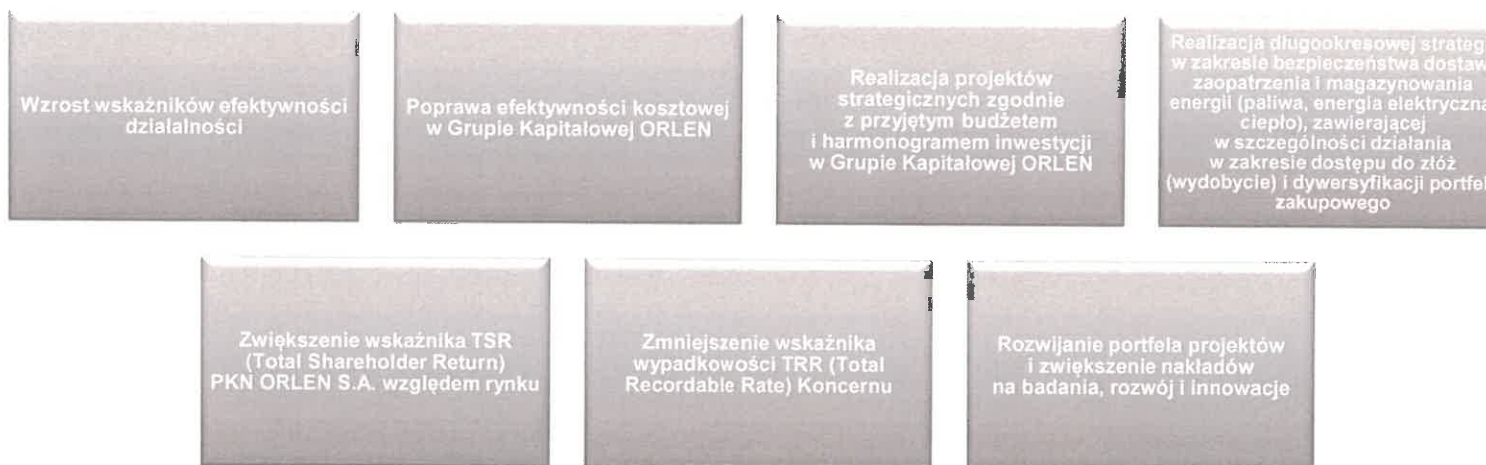 Wzrost wskaźników efektywności
działalności
Poprawa efektywności kosztowej
w Grupie Kapitałowej ORLEN
Realizacja projektów
strategicznych zgodnie
z przyjętym budżetem
i harmonogramem inwestycji
w Grupie Kapitałowej ORLEN
Realizacja długookresowej strateg
w zakresie bezpieczeństwa dostaw
zaopatrzenia i magazynowania
energii (paliwa, energia elektryczna
ciepło), zawierającej
w szczególności działania
w zakresie dostępu do złóż
(wydobycie) i dywersyfikacji portfel
zakupowego
Zwiększenie wskaźnika TSR
(Total Shareholder Return)
PKN ORLEN S.A. względem rynku
Zmniejszenie wskaźnika
wypadkowości TRR (Total
Recordable Rate) Koncernu
Rozwijanie portfela projektów
i zwiększenie nakładów
na badania, rozwój i innowacje